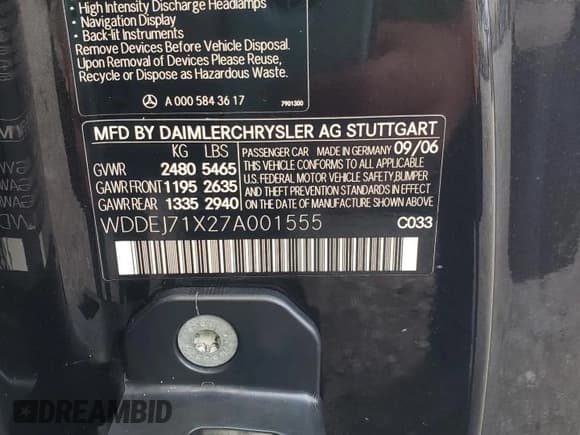 • High Intensity Discharge Headlamps
• Navigation Display
• Back-lit Instruments
Remove Devices Before Vehicle Disposal.
Upon Removal of Devices Please Reuse,
Recycle or Dispose as Hazardous Waste.
A 000 584 36 17 7901300
MFD BY DAIMLERCHRYSLER AG STUTTGART
KG LBS PASSENGER CAR MADE IN GERMANY 09/06
GVWR 2480 5465 THIS VEHICLE CONFORMS TO ALL APPLICABLE
U.S. FEDERAL MOTOR VEHICLE SAFETY, BUMPER,
GAWR FRONT 1195 2635 AND THEFT PREVENTION STANDARDS IN EFFECT
GAWR REAR 1335 2940 ON THE DATE OF MANUFACTURE SHOWN ABOVE.
WDDEJ71X27A001555 C033
DREAMBID